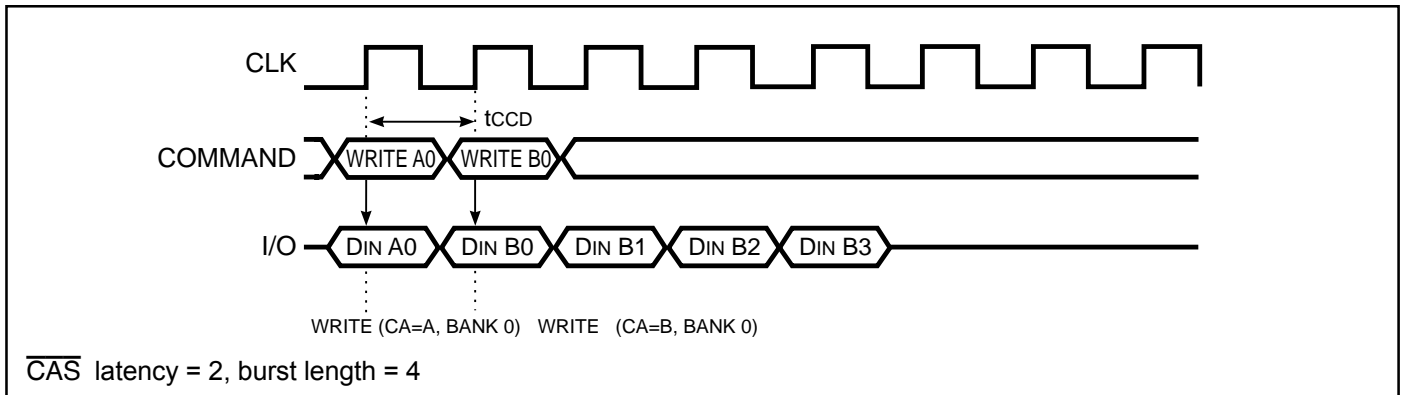 CLK
tCCD
COMMAND WRITE A0 WRITE B0
I/O DIN A0 DIN B0 DIN B1 DIN B2 DIN B3
WRITE (CA=A, BANK 0) WRITE (CA=B, BANK 0)
CAS latency = 2, burst length = 4